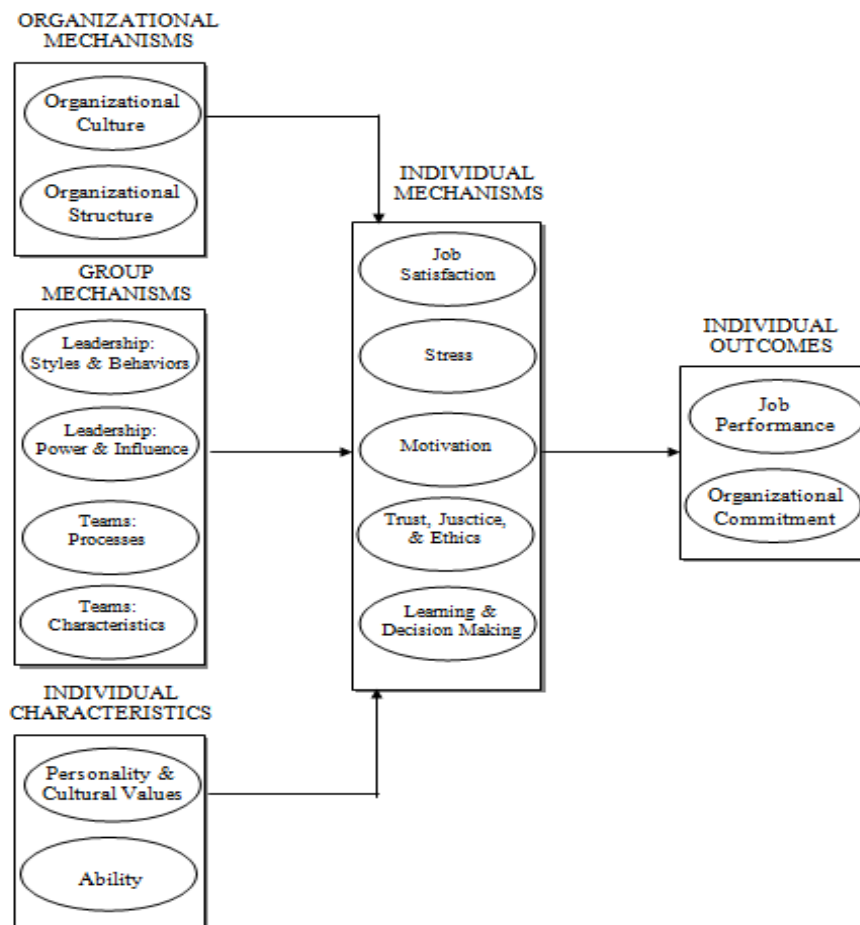 ORGANIZATIONAL
MECHANISMS
Organizational
Culture
Organizational
Structure
GROUP
MECHANISMS
Leadership:
Styles & Behaviors
Leadership:
Power & Influence
Teams:
Processes
Teams:
Characteristics
INDIVIDUAL
CHARACTERISTICS
Personality &
Cultural Values
Ability
INDIVIDUAL
MECHANISMS
Job
Satisfaction
Stress
Motivation
Trust, Jusctice,
& Ethics
Learning &
Decision Making
INDIVIDUAL
OUTCOMES
Job
Performance
Organizational
Commitment